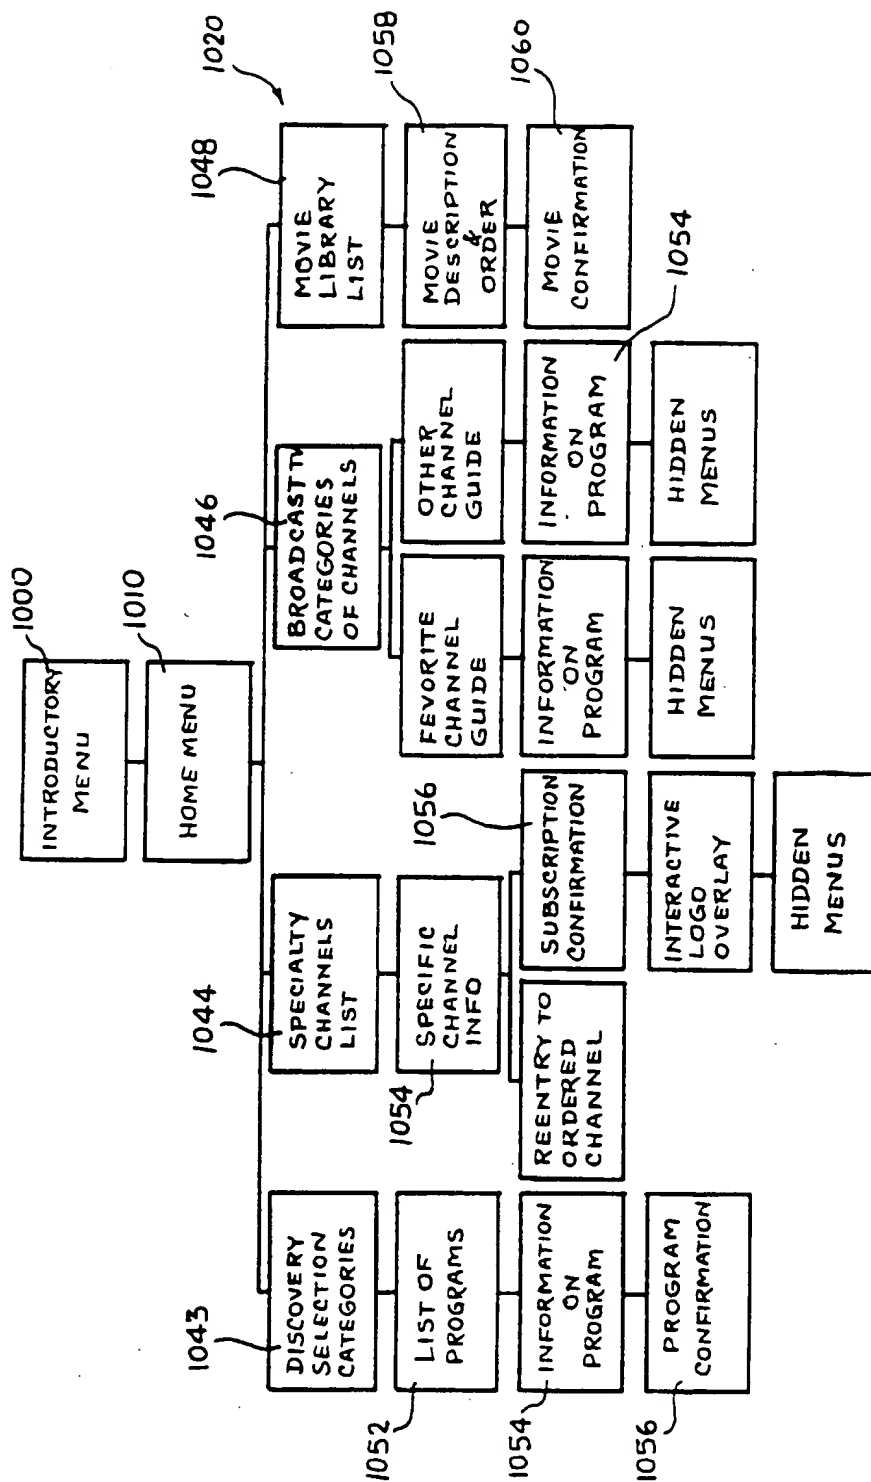 1000
INTRODUCTORY
MENU
1010
HOME MENU
1020
1043
DISCOVERY
SELECTION
CATEGORIES
1044
SPECIALTY
CHANNELS
LIST
1046
BROADCAST TV
CATEGORIES
OF CHANNELS
1048
MOVIE
LIBRARY
LIST
1052
LIST OF
PROGRAMS
1054
SPECIFIC
CHANNEL
INFO
FEVORITE
CHANNEL
GUIDE
OTHER
CHANNEL
GUIDE
1058
MOVIE
DESCRIPTION
&
ORDER
1054
INFORMATION
ON
PROGRAM
REENTRY TO
ORDERED
CHANNEL
1056
SUBSCRIPTION
CONFIRMATION
INFORMATION
ON
PROGRAM
INFORMATION
ON
PROGRAM
1054
1060
MOVIE
CONFIRMATION
1056
PROGRAM
CONFIRMATION
INTERACTIVE
LOGO
OVERLAY
HIDDEN
MENUS
HIDDEN
MENUS
HIDDEN
MENUS